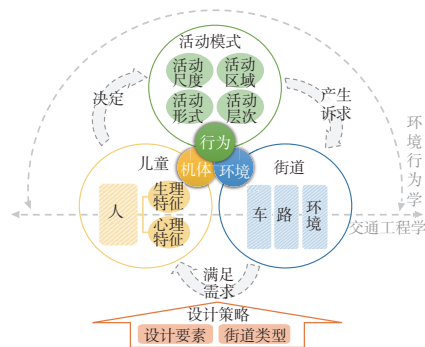 活动模式
活动
尺度
活动
区域
活动
形式
活动
层次
决定
产生
诉求
行为
机体
环境
儿童
街道
人
生理
特征
心理
特征
车
路
环境
环境行为学
交通工程学
满足
需求
设计策略
设计要素
街道类型